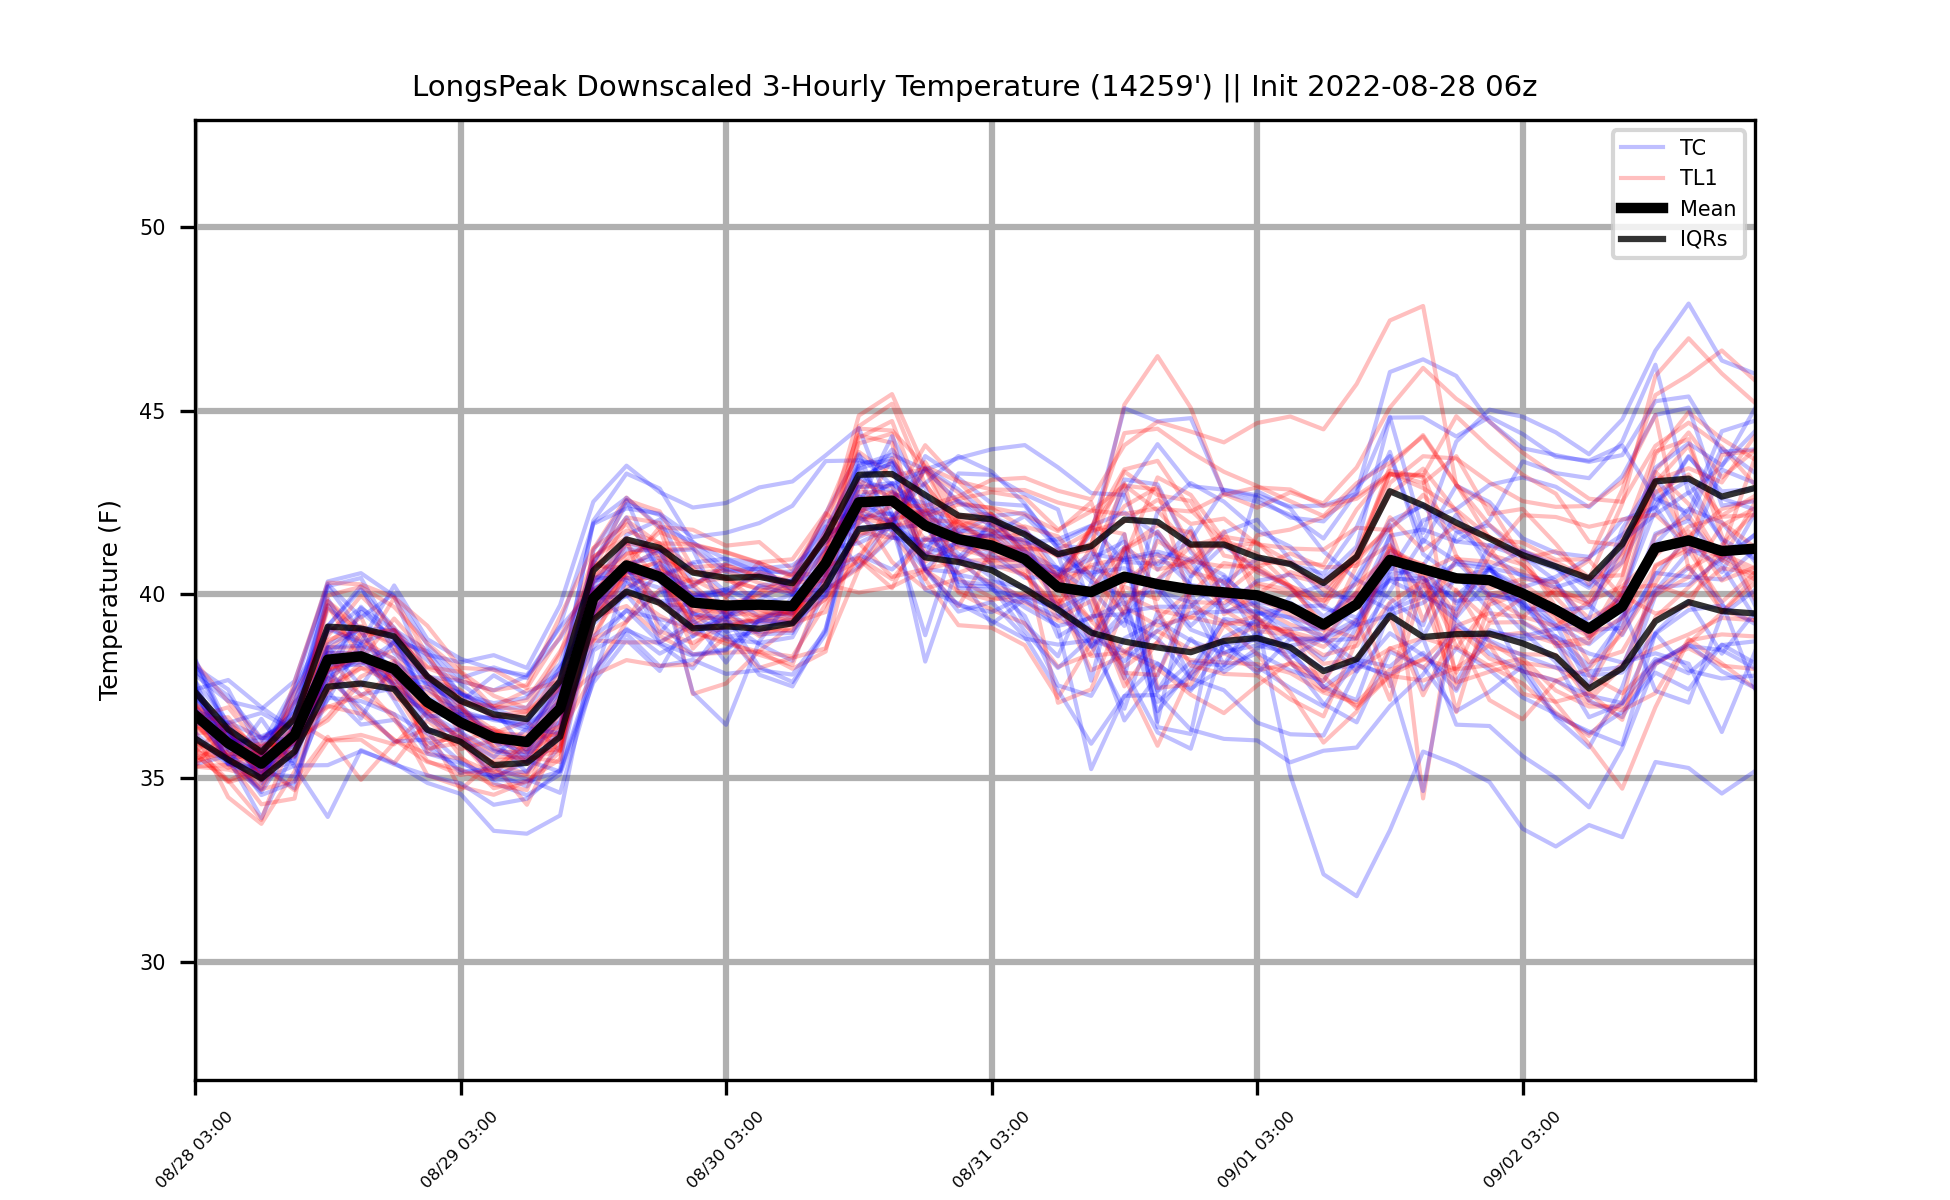 LongsPeak Downscaled 3-Hourly Temperature (14259') || Init 2022-08-28 06z
TC
TL1
Mean
IQRs
Temperature (F)
50
45
40
35
30
08/28 03:00
08/29 03:00
08/30 03:00
08/31 03:00
09/01 03:00
09/02 03:00